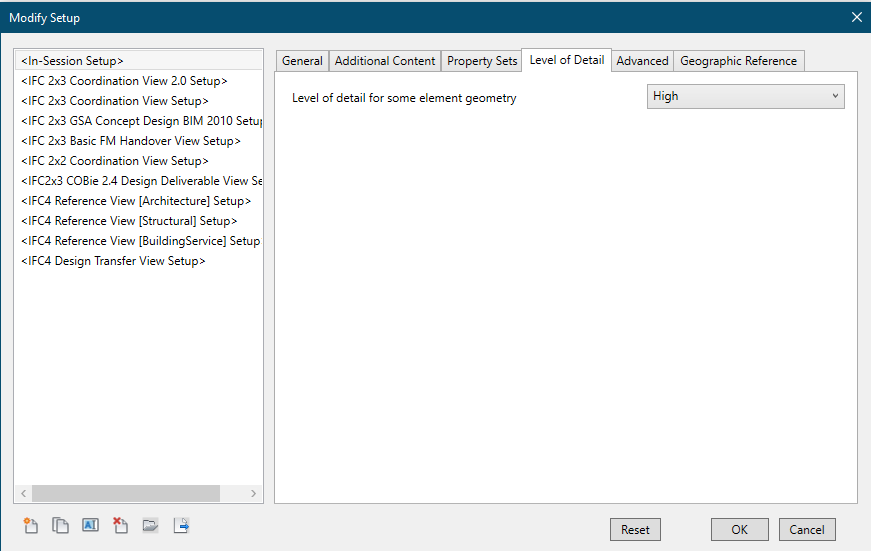 Modify Setup
<In-Session Setup>
<IFC 2x3 Coordination View 2.0 Setup>
<IFC 2x3 Coordination View Setup>
<IFC 2x3 GSA Concept Design BIM 2010 Setup
<IFC 2x3 Basic FM Handover View Setup>
<IFC 2x2 Coordination View Setup>
<IFC2x3 COBie 2.4 Design Deliverable View Se
<IFC4 Reference View [Architecture] Setup>
<IFC4 Reference View [Structural] Setup>
<IFC4 Reference View [BuildingService] Setup
<IFC4 Design Transfer View Setup>
General Additional Content Property Sets Level of Detail Advanced Geographic Reference
Level of detail for some element geometry High
AI
Reset OK Cancel